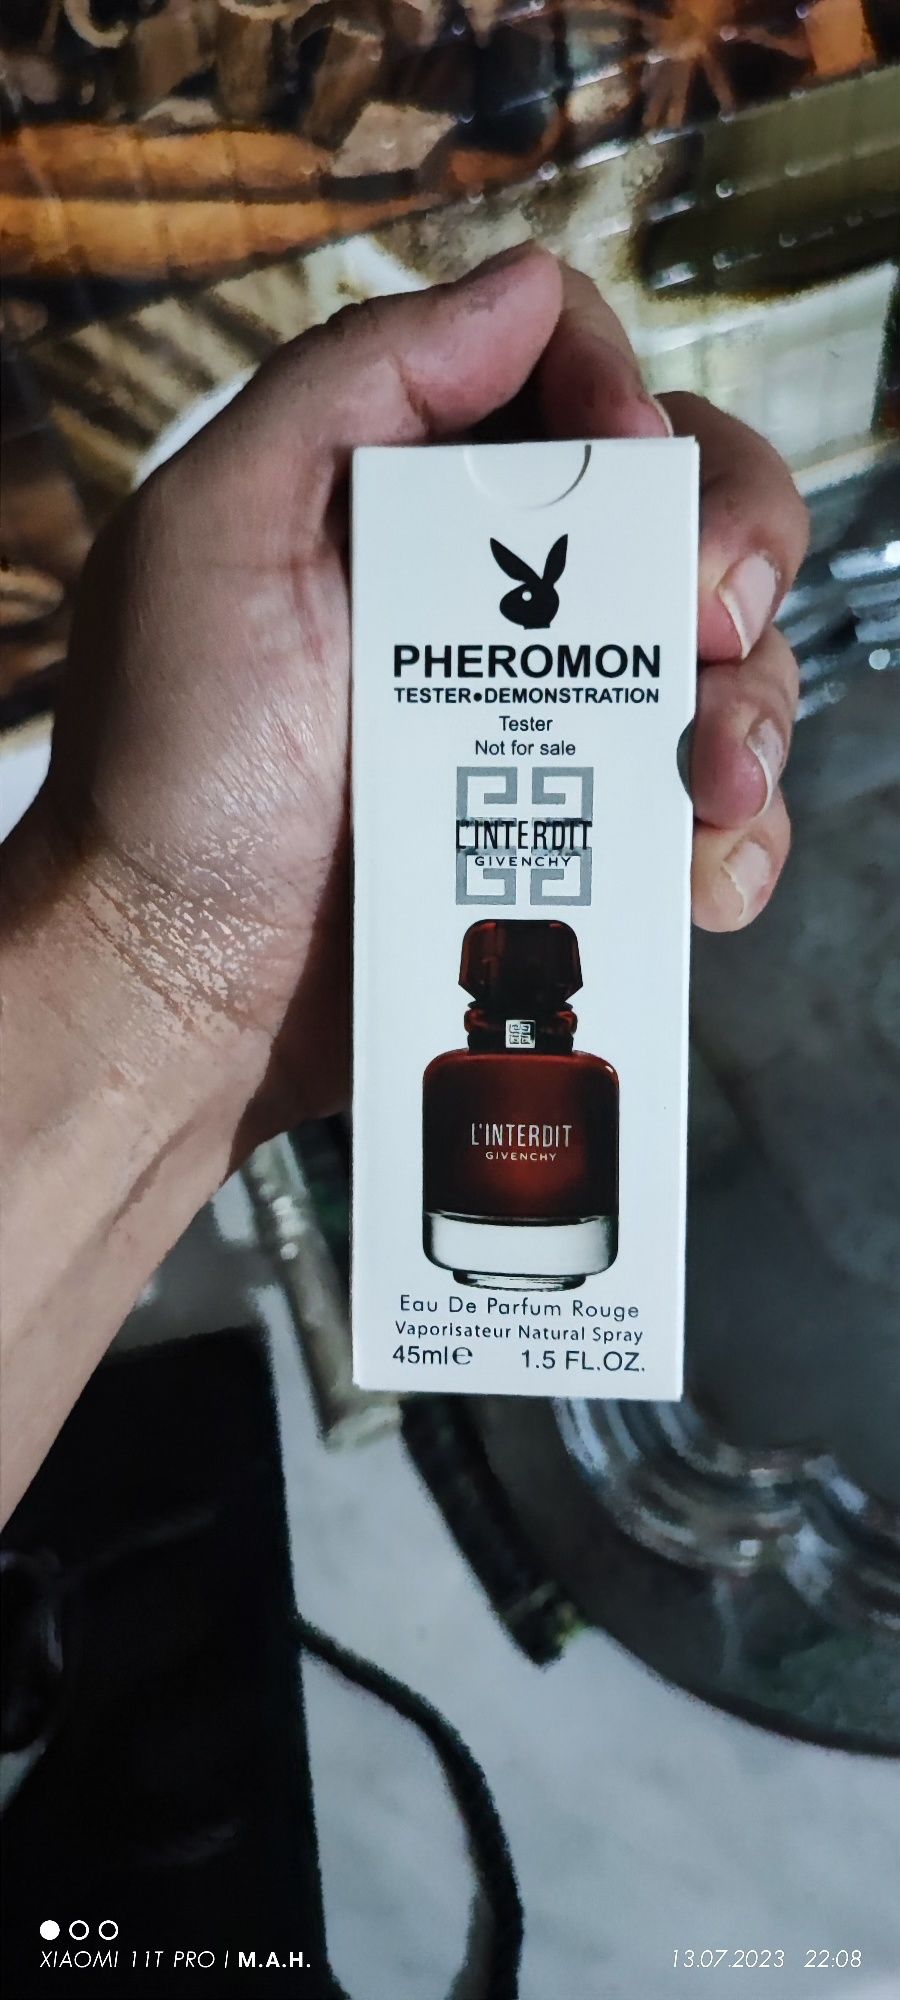 PHEROMON
TESTER•DEMONSTRATION
Tester
Not for sale
L'INTERDIT
GIVENCHY
L'INTERDIT
GIVENCHY
Eau De Parfum Rouge
Vaporisateur Natural Spray
45ml℮ 1.5 FL.OZ.
XIAOMI 11T PRO | M.A.H. 13.07.2023 22:08